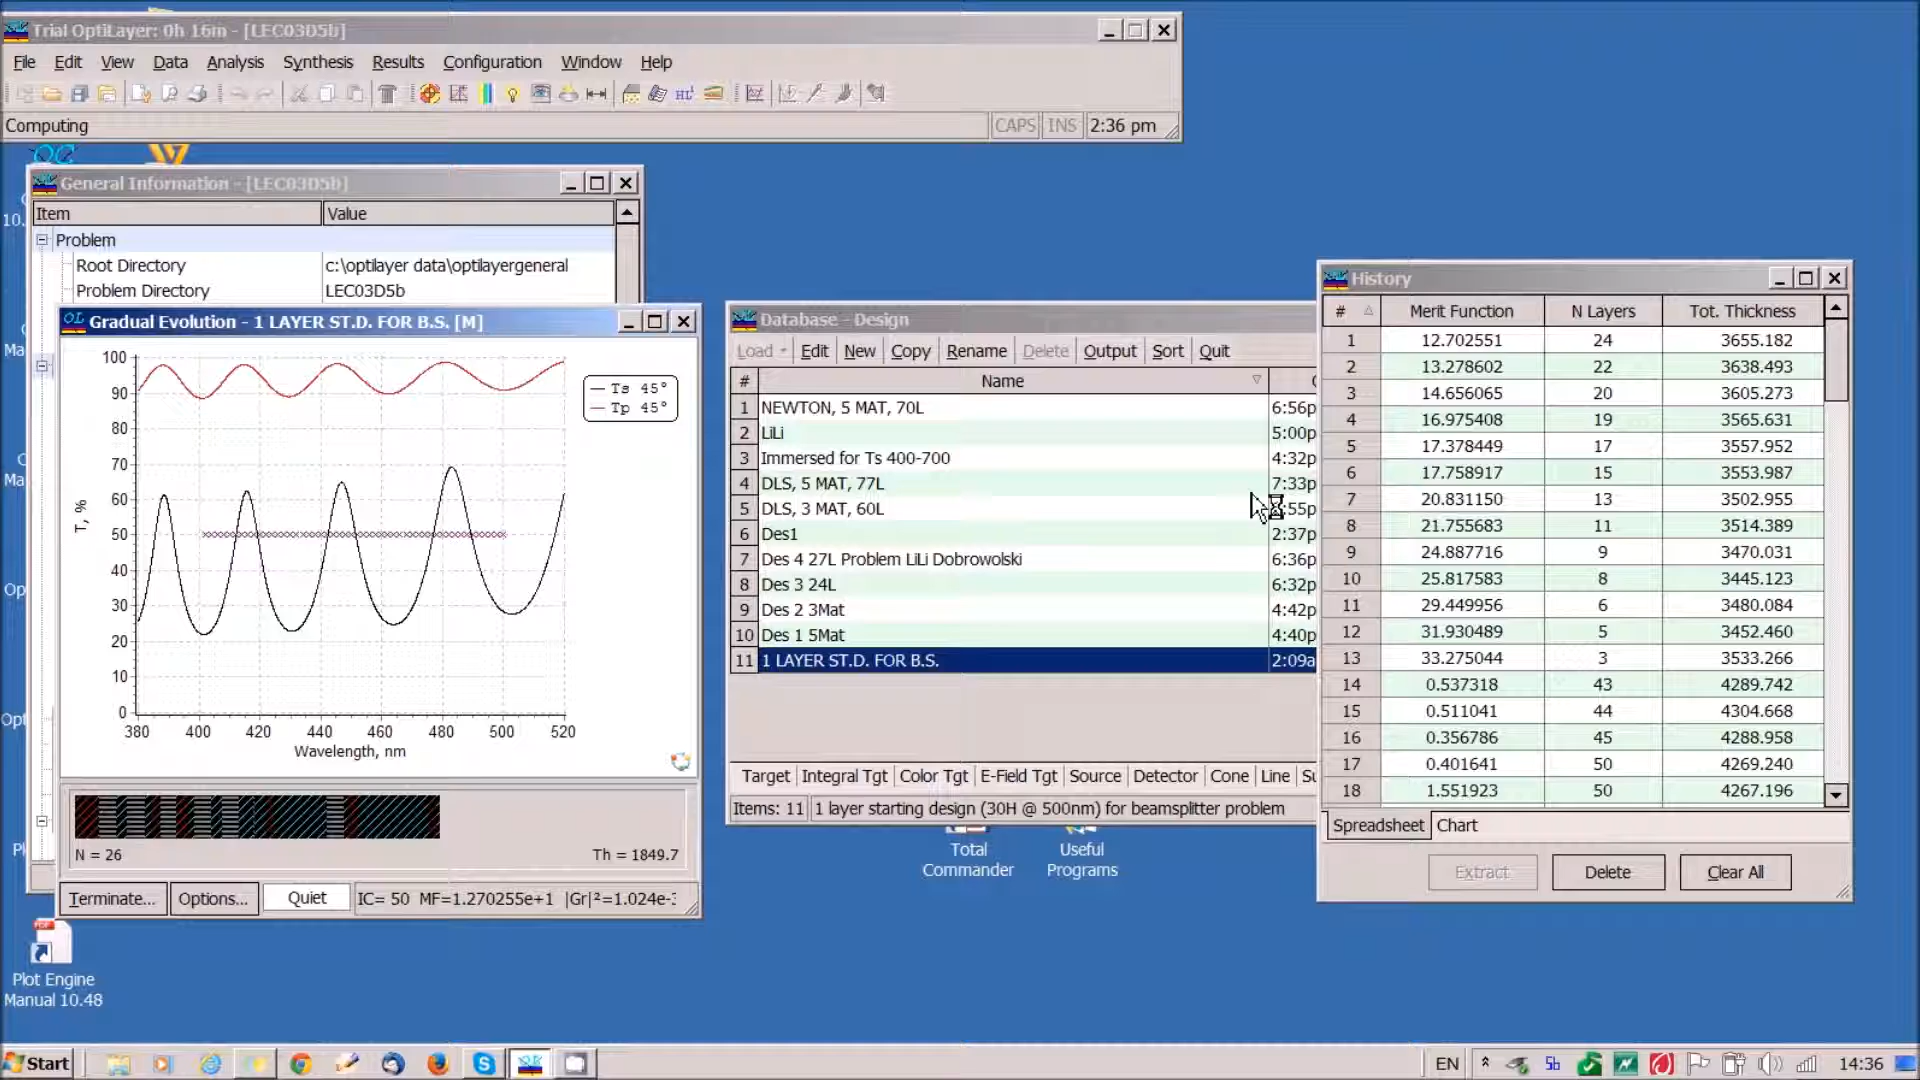 Trial OptiLayer: 0h 16m - [LEC03D5b]
File Edit View Data Analysis Synthesis Results Configuration Window Help
Computing CAPS INS 2:36 pm
General Information - [LEC03D5b]
Item Value
Problem
Root Directory c:\optilayer data\optilayergeneral
Problem Directory LEC03D5b
Gradual Evolution - 1 LAYER ST.D. FOR B.S. [M]
100
90
80
70
60
50
40
30
20
10
0
T, %
380 400 420 440 460 480 500 520
Wavelength, nm
Ts 45°
Tp 45°
N = 26 Th = 1849.7
Terminate... Options... Quiet IC= 50 MF=1.270255e+1 |Gr|²=1.024e-
Database - Design
Load Edit New Copy Rename Delete Output Sort Quit
# Name
1 NEWTON, 5 MAT, 70L 6:56p
2 LiLi 5:00p
3 Immersed for Ts 400-700 4:32p
4 DLS, 5 MAT, 77L 7:33p
5 DLS, 3 MAT, 60L :55p
6 Des1 2:37p
7 Des 4 27L Problem LiLi Dobrowolski 6:36p
8 Des 3 24L 6:32p
9 Des 2 3Mat 4:42p
10 Des 1 5Mat 4:40p
11 1 LAYER ST.D. FOR B.S. 2:09a
Target Integral Tgt Color Tgt E-Field Tgt Source Detector Cone Line
Items: 11 1 layer starting design (30H @ 500nm) for beamsplitter problem
History
# Merit Function N Layers Tot. Thickness
1 12.702551 24 3655.182
2 13.278602 22 3638.493
3 14.656065 20 3605.273
4 16.975408 19 3565.631
5 17.378449 17 3557.952
6 17.758917 15 3553.987
7 20.831150 13 3502.955
8 21.755683 11 3514.389
9 24.887716 9 3470.031
10 25.817583 8 3445.123
11 29.449956 6 3480.084
12 31.930489 5 3452.460
13 33.275044 3 3533.266
14 0.537318 43 4289.742
15 0.511041 44 4304.668
16 0.356786 45 4288.958
17 0.401641 50 4269.240
18 1.551923 50 4267.196
Spreadsheet Chart
Extract Delete Clear All
Total Commander
Useful Programs
Plot Engine
Manual 10.48
Start EN 14:36